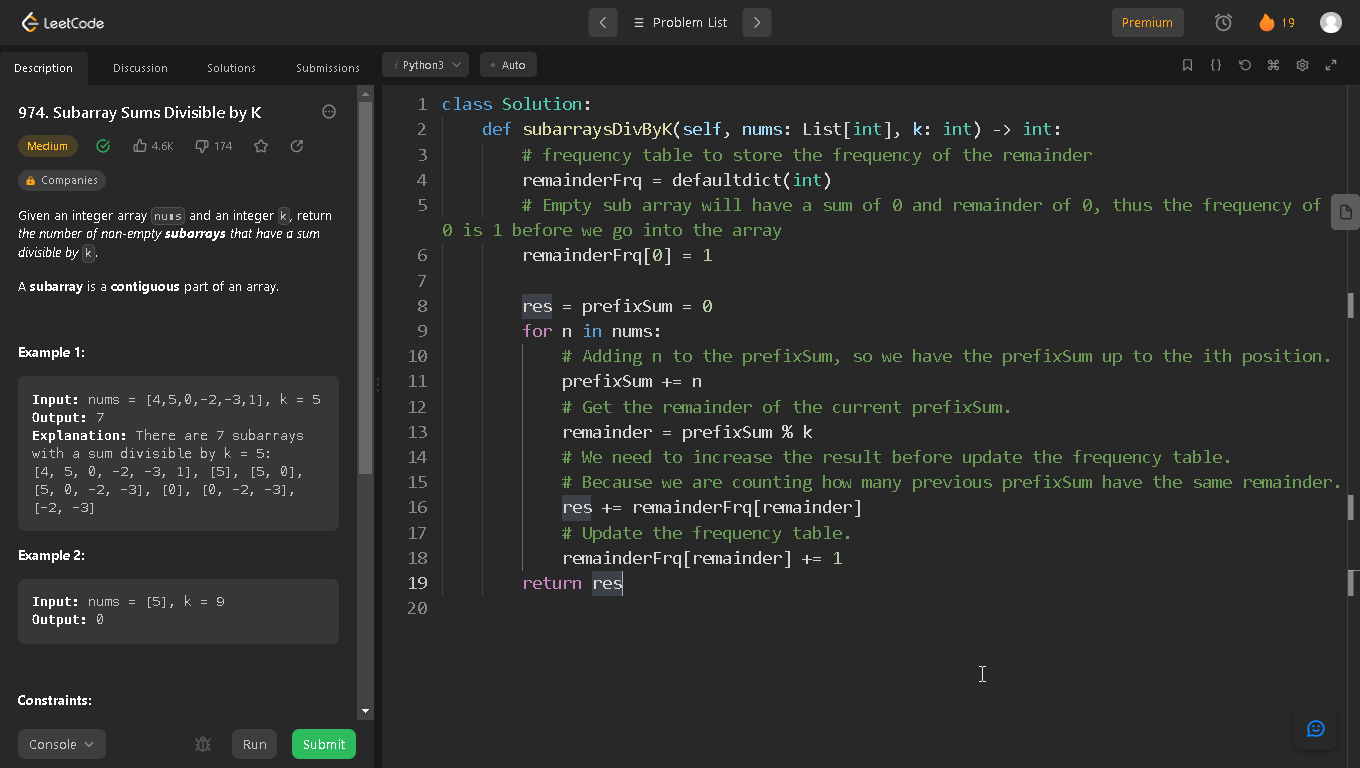 LeetCode
Problem List
Premium
19
Description
Discussion
Solutions
Submissions
Python3
Auto
974. Subarray Sums Divisible by K
Medium
4.6K
174
Companies
Given an integer array nums and an integer k, return
the number of non-empty subarrays that have a sum
divisible by k.
A subarray is a contiguous part of an array.
Example 1:
Input: nums = [4,5,0,-2,-3,1], k = 5
Output: 7
Explanation: There are 7 subarrays
with a sum divisible by k = 5:
[4, 5, 0, -2, -3, 1], [5], [5, 0],
[5, 0, -2, -3], [0], [0, -2, -3],
[-2, -3]
Example 2:
Input: nums = [5], k = 9
Output: 0
Constraints:
Console
Run
Submit
1 class Solution:
2 def subarraysDivByK(self, nums: List[int], k: int) -> int:
3 # frequency table to store the frequency of the remainder
4 remainderFrq = defaultdict(int)
5 # Empty sub array will have a sum of 0 and remainder of 0, thus the frequency of
0 is 1 before we go into the array
6 remainderFrq[0] = 1
7
8 res = prefixSum = 0
9 for n in nums:
10 # Adding n to the prefixSum, so we have the prefixSum up to the ith position.
11 prefixSum += n
12 # Get the remainder of the current prefixSum.
13 remainder = prefixSum % k
14 # We need to increase the result before update the frequency table.
15 # Because we are counting how many previous prefixSum have the same remainder.
16 res += remainderFrq[remainder]
17 # Update the frequency table.
18 remainderFrq[remainder] += 1
19 return res
20